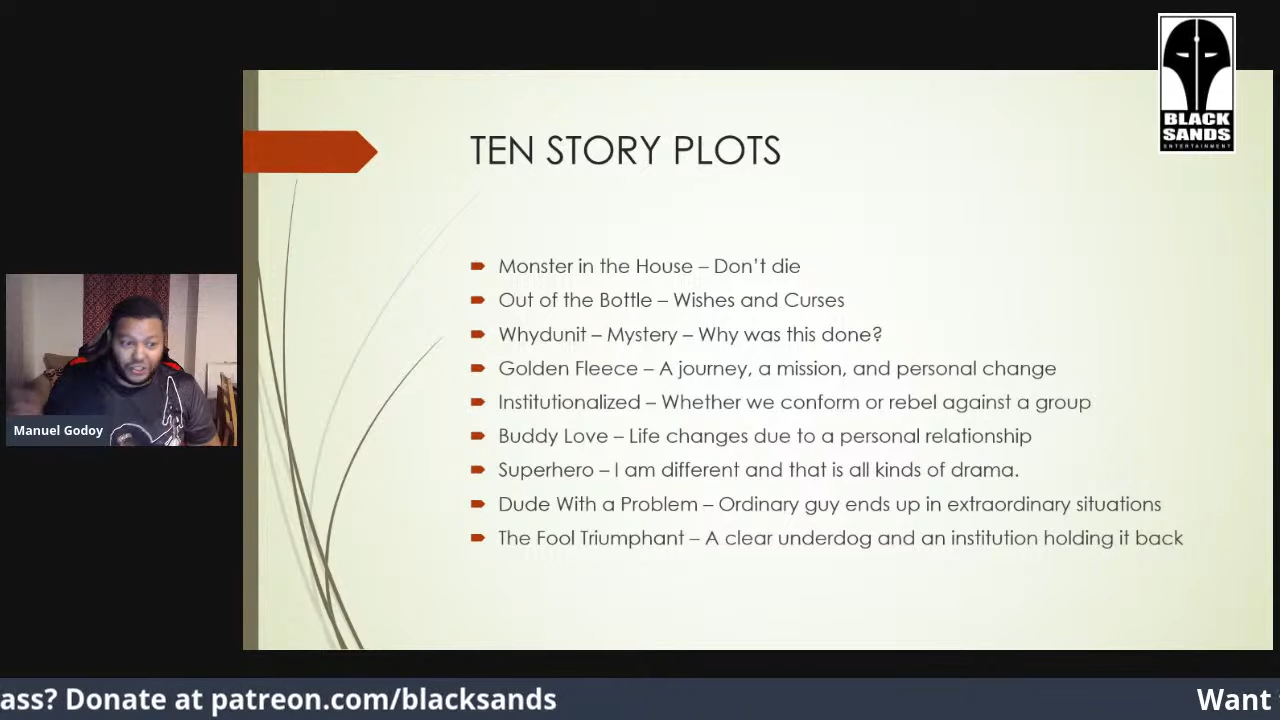 BLACK
SANDS
ENTERTAINMENT
TEN STORY PLOTS
Monster in the House – Don't die
Out of the Bottle – Wishes and Curses
Whydunit – Mystery – Why was this done?
Golden Fleece – A journey, a mission, and personal change
Institutionalized – Whether we conform or rebel against a group
Buddy Love – Life changes due to a personal relationship
Superhero – I am different and that is all kinds of drama.
Dude With a Problem – Ordinary guy ends up in extraordinary situations
The Fool Triumphant – A clear underdog and an institution holding it back
Manuel Godoy
ass? Donate at patreon.com/blacksands Want